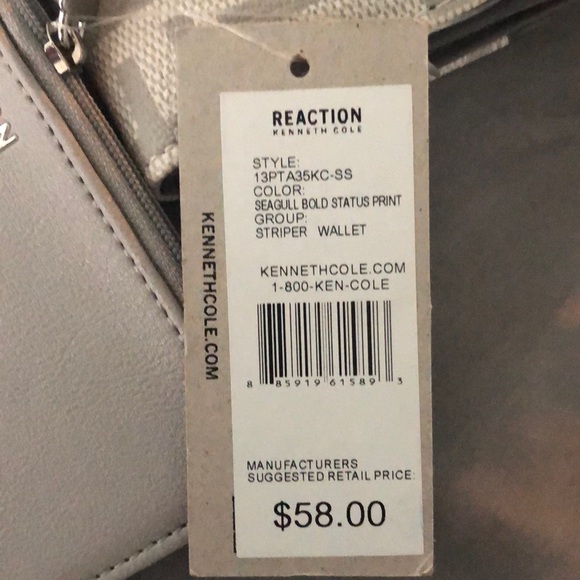 REACTION
KENNETH COLE
STYLE:
13PTA35KC-SS
COLOR:
SEAGULL BOLD STATUS PRINT
GROUP:
STRIPER WALLET
KENNETHCOLE.COM
1-800-KEN-COLE
8 85919 61589 3
MANUFACTURERS
SUGGESTED RETAIL PRICE:
$58.00
KENNETHCOLE.COM
N